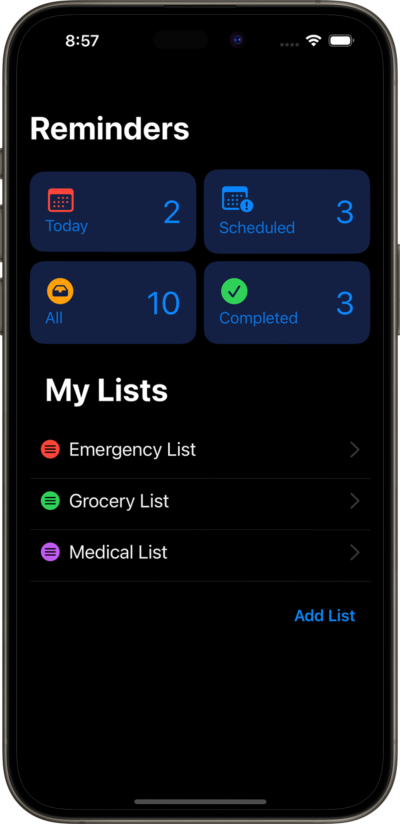 8:57
Reminders
Today 2
Scheduled 3
All 10
Completed 3
My Lists
Emergency List
Grocery List
Medical List
Add List